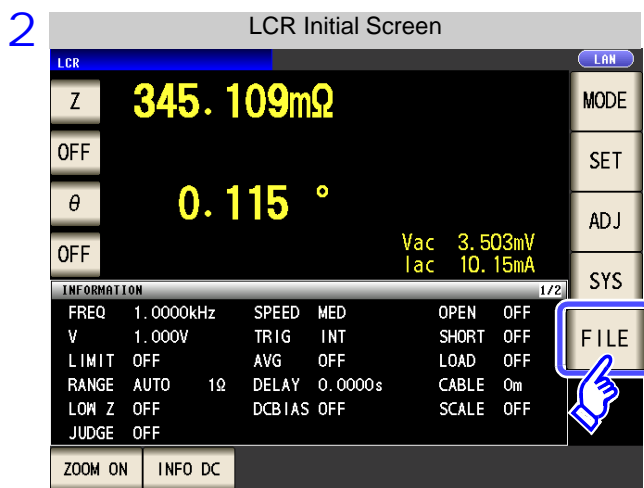 2
LCR Initial Screen
LCR
LAN
Z
345.109mΩ
MODE
OFF
SET
θ
0.115 °
ADJ
OFF
Vac 3.503mV
Iac 10.15mA
SYS
INFORMATION 1/2
FREQ 1.0000kHz SPEED MED OPEN OFF
V 1.000V TRIG INT SHORT OFF
LIMIT OFF AVG OFF LOAD OFF
RANGE AUTO 1Ω DELAY 0.0000s CABLE 0m
LOW Z OFF DCBIAS OFF SCALE OFF
JUDGE OFF
FILE
ZOOM ON INFO DC